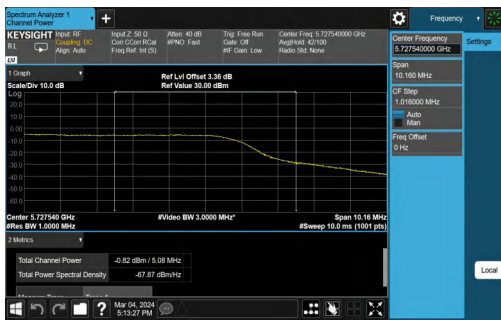 Spectrum Analyzer 1
Channel Power
Frequency
KEYSIGHT
Input: RF
Input Z: 50 Ω
Atten: 40 dB
Trig: Free Run
Center Freq: 5.727540000 GHz
RL
Coupling: DC
Corr CCorr RCal
#PNO: Fast
Gate: Off
Avg|Hold: 42/100
Align: Auto
Freq Ref: Int (S)
#IF Gain: Low
Radio Std: None
LXI
Center Frequency
5.727540000 GHz
Settings
Span
10.160 MHz
CF Step
1.016000 MHz
Auto
Man
Freq Offset
0 Hz
Local
1 Graph
Ref Lvl Offset 3.36 dB
Scale/Div 10.0 dB
Ref Value 30.00 dBm
Log
20.0
10.0
0.00
-10.0
-20.0
-30.0
-40.0
-50.0
-60.0
Center 5.727540 GHz
#Video BW 3.0000 MHz*
Span 10.16 MHz
#Res BW 1.0000 MHz
#Sweep 10.0 ms (1001 pts)
2 Metrics
Total Channel Power
-0.82 dBm / 5.08 MHz
Total Power Spectral Density
-67.87 dBm/Hz
Mar 04, 2024
5:13:27 PM